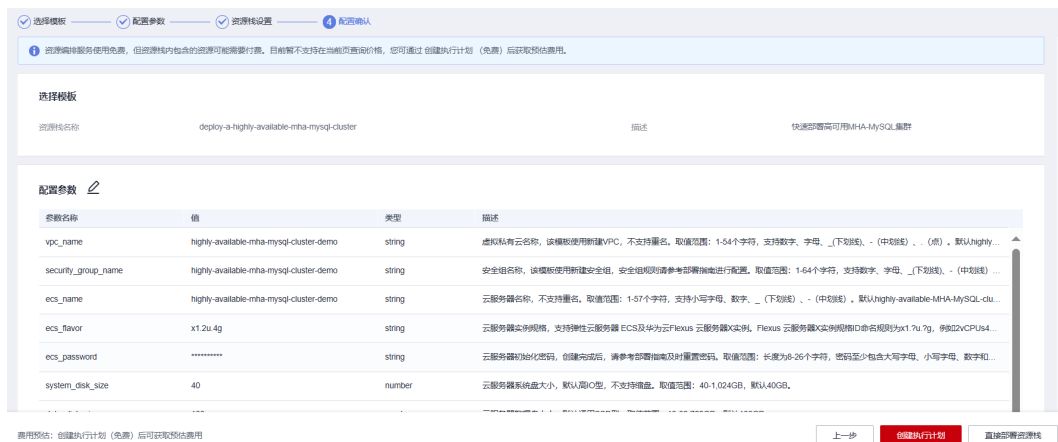 选择模板 配置参数 资源栈设置 4 配置确认
资源编排服务使用免费，但资源栈内包含的资源可能需要付费。目前暂不支持在当前页查询价格，您可通过 创建执行计划 （免费）后获取预估费用。
选择模板
资源栈名称 deploy-a-highly-available-mha-mysql-cluster 描述 快速部署高可用MHA-MySQL集群
配置参数
参数名称 值 类型 描述
vpc_name highly-available-mha-mysql-cluster-demo string 虚拟私有云名称，该模板使用新建VPC，不支持重名。取值范围：1-54个字符，支持数字、字母、_(下划线)、-（中划线）、.（点）。默认highly...
security_group_name highly-available-mha-mysql-cluster-demo string 安全组名称，该模板使用新建安全组，安全组规则请参考部署指南进行配置。取值范围：1-64个字符，支持数字、字母、_(下划线)、-（中划线）...
ecs_name highly-available-mha-mysql-cluster-demo string 云服务器名称，不支持重名。取值范围：1-57个字符，支持小写字母、数字、_（下划线）、-（中划线）。默认highly-available-MHA-MySQL-clu...
ecs_flavor x1.2u.4g string 云服务器实例规格，支持弹性云服务器 ECS及华为云Flexus 云服务器X实例。Flexus 云服务器X实例规格ID命名规则为x1.?u.?g，例如2vCPUs4...
ecs_password ********** string 云服务器初始化密码，创建完成后，请参考部署指南及时重置密码。取值范围：长度为8-26个字符，密码至少包含大写字母、小写字母、数字和...
system_disk_size 40 number 云服务器系统盘大小，默认高IO型，不支持缩盘。取值范围：40-1,024GB，默认40GB。
费用预估：创建执行计划（免费）后可获取预估费用 上一步 创建执行计划 直接部署资源栈